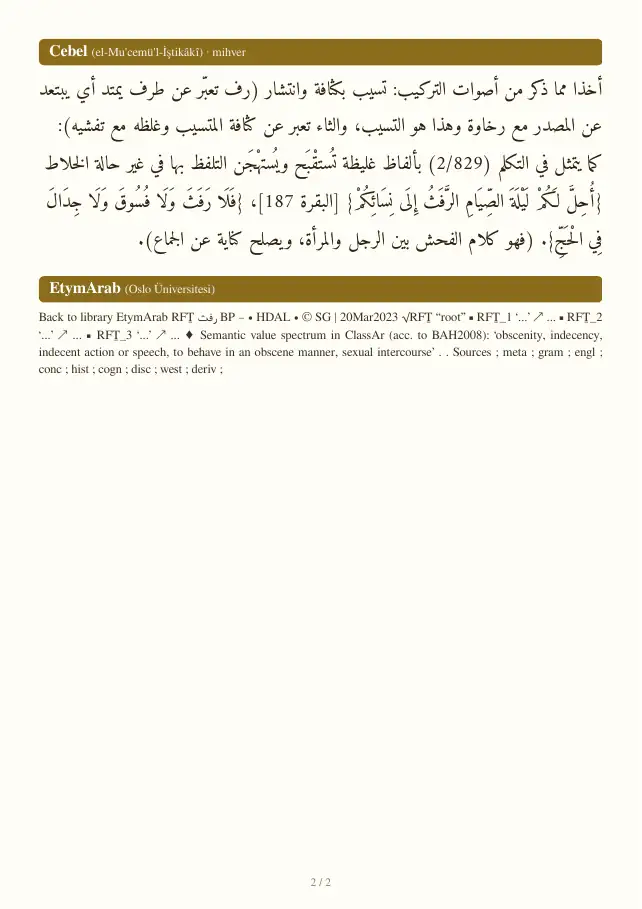 Cebel (el-Mu'cemü'l-İştikâkî) · mihver
أخذا مما ذكر من أصوات التركيب: تسيب بكثافة وانتشار (رف تعبّر عن طرف يمتد أي يبتعد
عن المصدر مع رخاوة وهذا هو التسيب، والثاء تعبر عن كثافة المتسيب وغلظه مع تفشيه):
كما يتمثل في التكلم (2/829) بألفاظ غليظة تُستقْبَح ويُستهْجَن التلفظ بها في غير حالة الخلاط
{أُحِلَّ لَكُمْ لَيْلَةَ الصِّيَامِ الرَّفَثُ إِلَى نِسَائِكُمْ} [البقرة 187]، {فَلَا رَفَثَ وَلَا فُسُوقَ وَلَا جِدَالَ
فِي الْحَجِّ}. (فهو كلام الفحش بين الرجل والمرأة، ويصلح كناية عن الجماع).
EtymArab (Oslo Üniversitesi)
Back to library EtymArab RFṮ رفث BP – • HDAL • © SG | 20Mar2023 √RFṮ “root” ▪ RFṮ_1 ‘...’ ↗ ... ▪ RFṮ_2
‘...’ ↗ ... ▪ RFṮ_3 ‘...’ ↗ ... ♦ Semantic value spectrum in ClassAr (acc. to BAH2008): ‘obscenity, indecency,
indecent action or speech, to behave in an obscene manner, sexual intercourse’ . . Sources ; meta ; gram ; engl ;
conc ; hist ; cogn ; disc ; west ; deriv ;
2 / 2